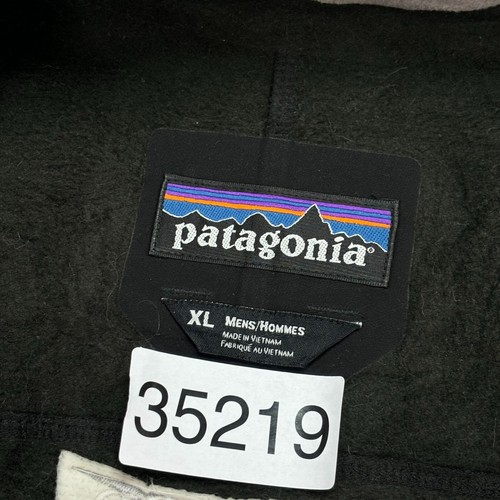 patagonia®
XL MENS/HOMMES
MADE IN VIETNAM
FABRIQUÉ AU VIETNAM
35219